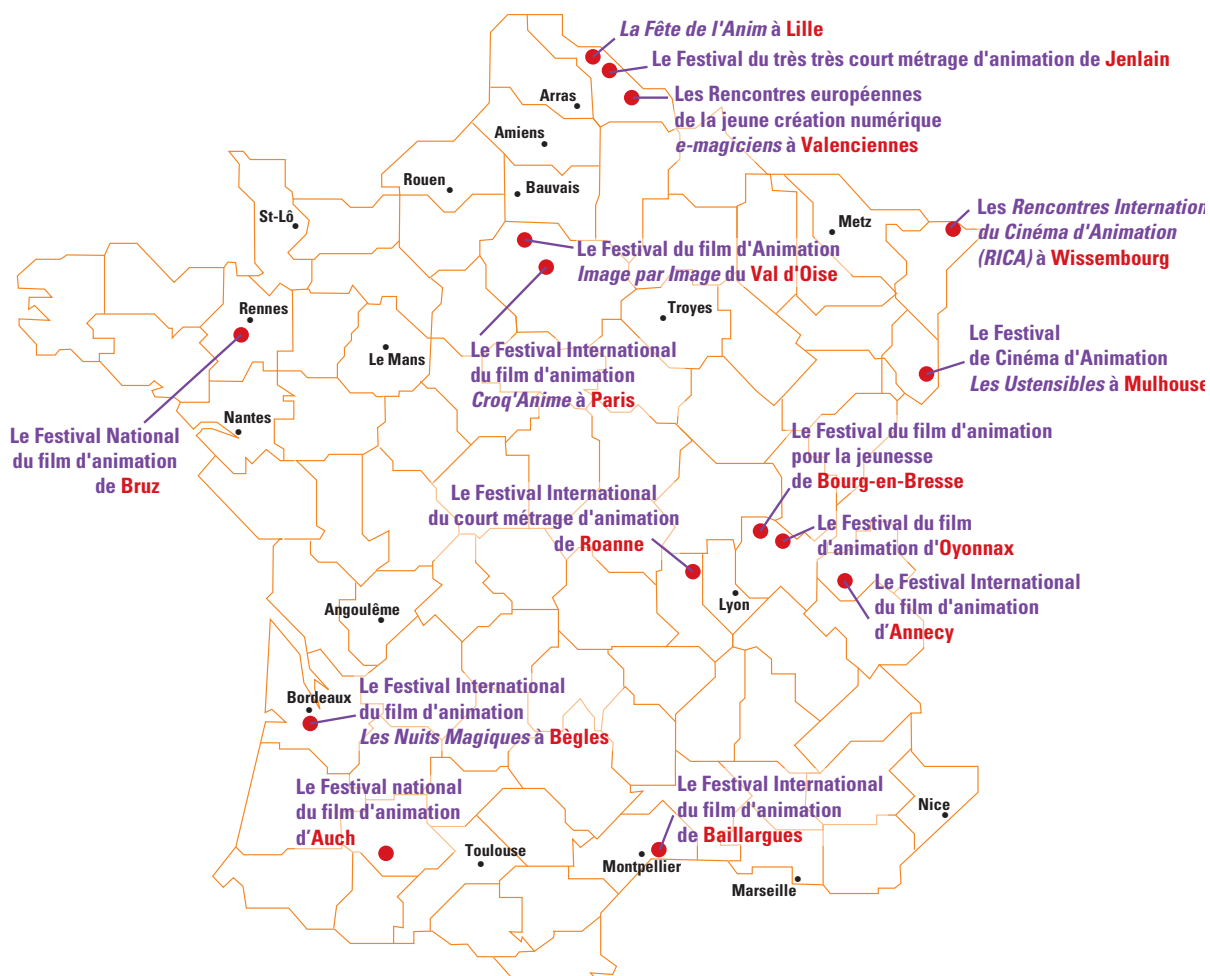 La Fête de l'Anim à Lille
Le Festival du très très court métrage d'animation de Jenlain
Les Rencontres européennes
de la jeune création numérique
e-magiciens à Valenciennes
Arras
Amiens
Rouen
Bauvais
St-Lô
Metz
Les Rencontres Internation
du Cinéma d'Animation
(RICA) à Wissembourg
Le Festival du film d'Animation
Image par Image du Val d'Oise
Rennes
Troyes
Le Mans
Le Festival International
du film d'animation
Croq'Anime à Paris
Le Festival
de Cinéma d'Animation
Les Ustensibles à Mulhouse
Nantes
Le Festival National
du film d'animation
de Bruz
Le Festival du film d'animation
pour la jeunesse
de Bourg-en-Bresse
Le Festival International
du court métrage d'animation
de Roanne
Le Festival du film
d'animation d'Oyonnax
Lyon
Angoulême
Le Festival International
du film d'animation
d'Annecy
Bordeaux
Le Festival International
du film d'animation
Les Nuits Magiques à Bègles
Le Festival national
du film d'animation
d'Auch
Le Festival International
du film d'animation
de Baillargues
Nice
Toulouse
Montpellier
Marseille